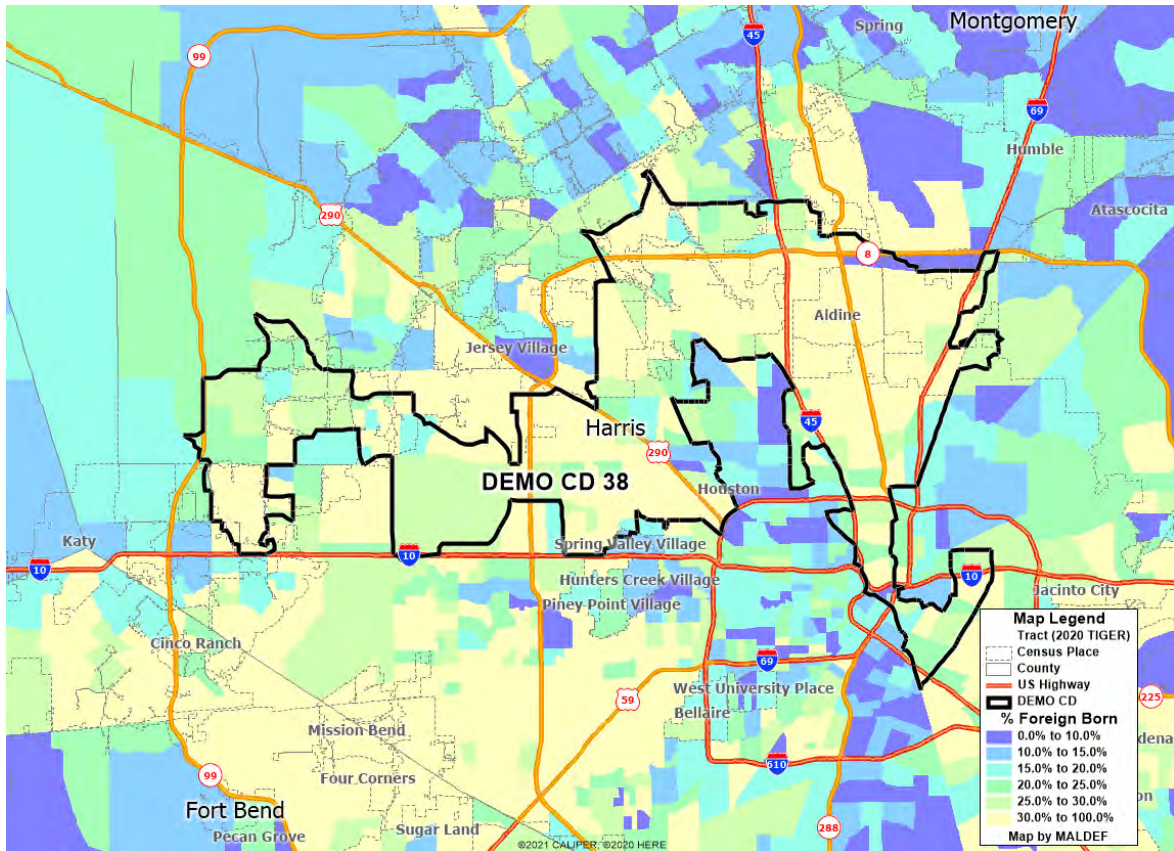 Montgomery
Spring
45
99
69
Humble
290
Atascocita
8
Aldine
Jersey Village
45
Harris
290
DEMO CD 38
Houston
Katy
10
10
Spring Valley Village
Hunters Creek Village
10
Jacinto City
Piney Point Village
Cinco Ranch
69
West University Place
59
Bellaire
225
Mission Bend
Four Corners
610
99
Fort Bend
Pecan Grove
Sugar Land
288
Map Legend
Tract (2020 TIGER)
Census Place
County
US Highway
DEMO CD
% Foreign Born
0.0% to 10.0%
10.0% to 15.0%
15.0% to 20.0%
20.0% to 25.0%
25.0% to 30.0%
30.0% to 100.0%
Map by MALDEF
©2021 CALIPER; ©2020 HERE